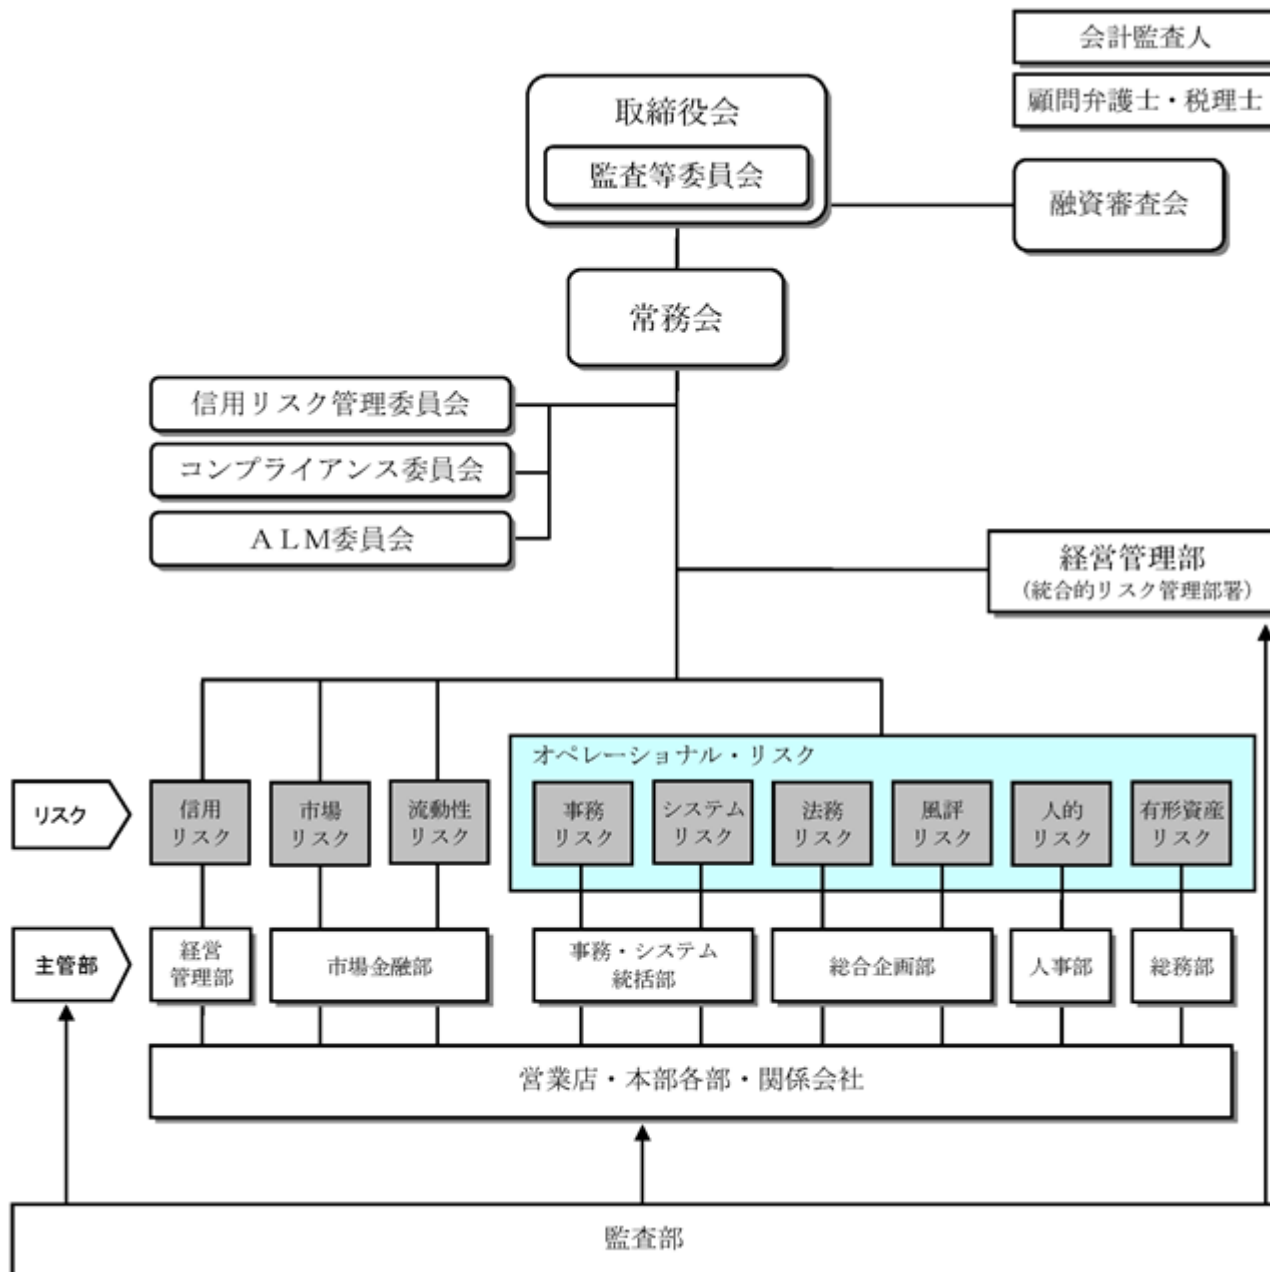 会計監査人
顧問弁護士・税理士
取締役会
監査等委員会
融資審査会
常務会
信用リスク管理委員会
コンプライアンス委員会
ＡＬＭ委員会
経営管理部
（統合的リスク管理部署）
オペレーショナル・リスク
リスク
信用
リスク
市場
リスク
流動性
リスク
事務
リスク
システム
リスク
法務
リスク
風評
リスク
人的
リスク
有形資産
リスク
主管部
経営
管理部
市場金融部
事務・システム
統括部
総合企画部
人事部
総務部
営業店・本部各部・関係会社
監査部